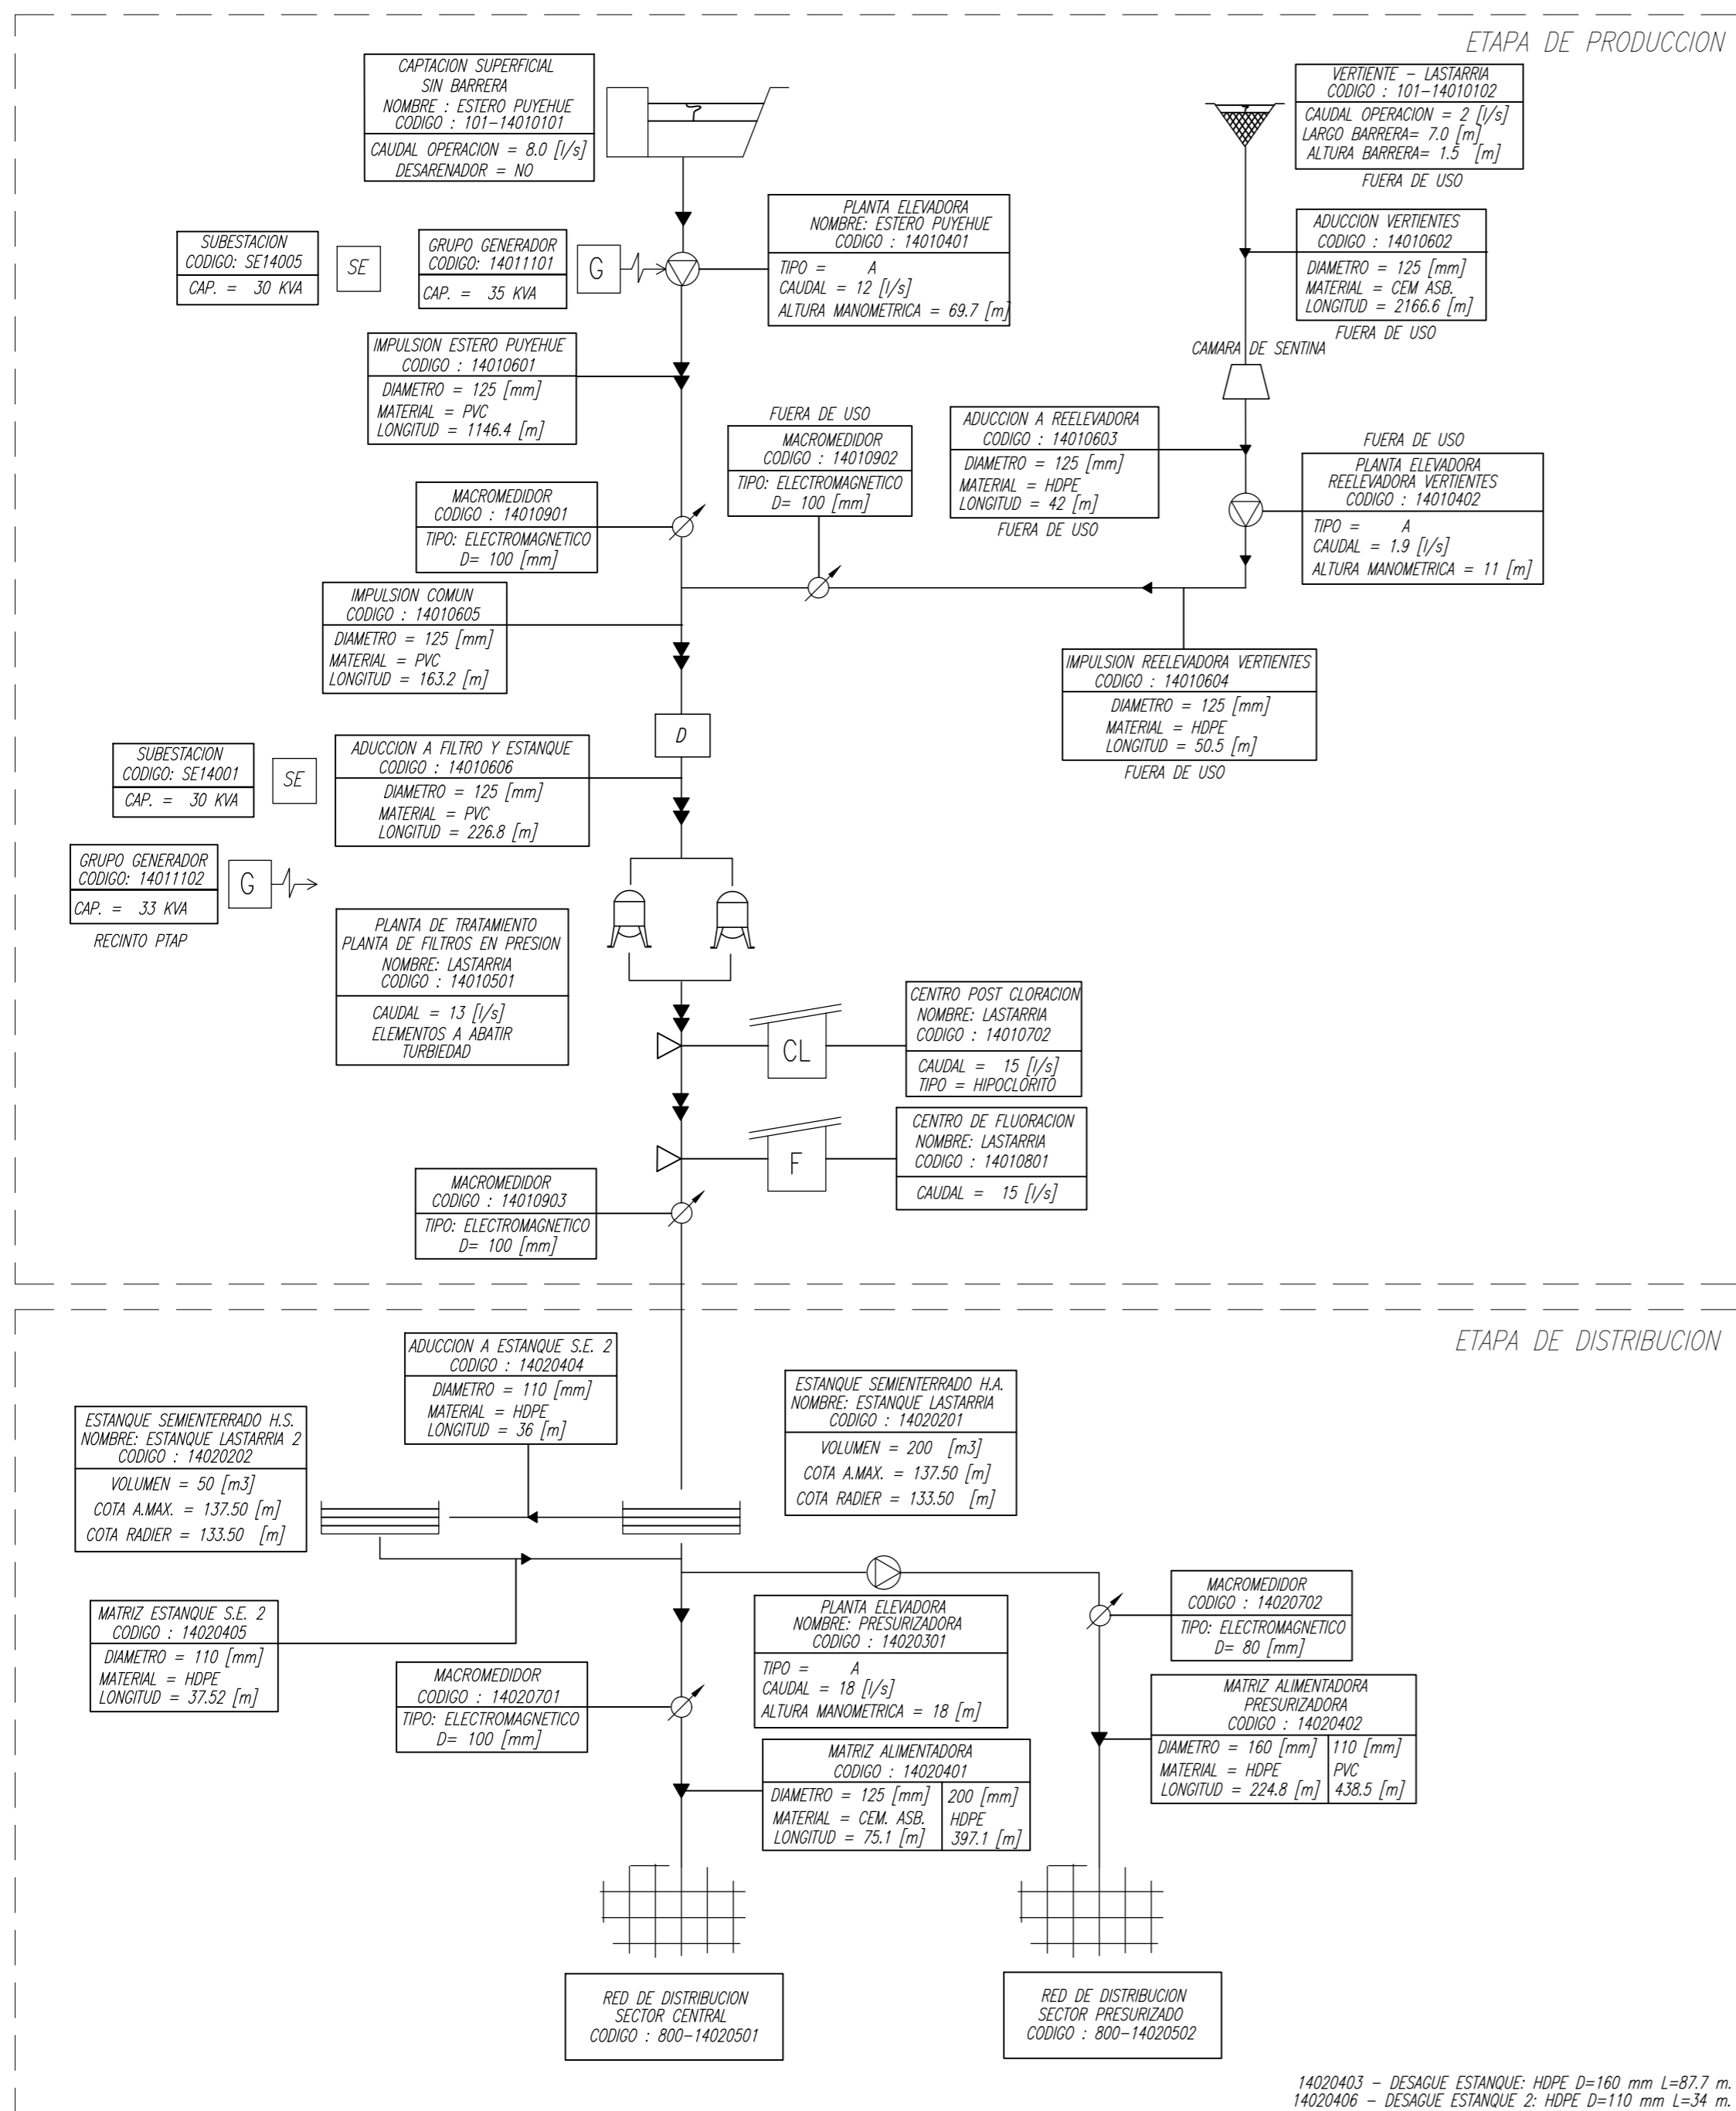 ETAPA DE PRODUCCION
CAPTACION SUPERFICIAL
SIN BARRERA
NOMBRE : ESTERO PUYEHUE
CODIGO : 101-14010101
CAUDAL OPERACION = 8.0 [l/s]
DESARENADOR = NO
VERTIENTE - LASTARRIA
CODIGO : 101-14010102
CAUDAL OPERACION = 2 [l/s]
LARGO BARRERA= 7.0 [m]
ALTURA BARRERA= 1.5 [m]
FUERA DE USO
SUBESTACION
CODIGO: SE14005
CAP. = 30 KVA
SE
GRUPO GENERADOR
CODIGO: 14011101
CAP. = 35 KVA
G
PLANTA ELEVADORA
NOMBRE: ESTERO PUYEHUE
CODIGO : 14010401
TIPO = A
CAUDAL = 12 [l/s]
ALTURA MANOMETRICA = 69.7 [m]
ADUCCION VERTIENTES
CODIGO : 14010602
DIAMETRO = 125 [mm]
MATERIAL = CEM ASB.
LONGITUD = 2166.6 [m]
FUERA DE USO
CAMARA DE SENTINA
IMPULSION ESTERO PUYEHUE
CODIGO : 14010601
DIAMETRO = 125 [mm]
MATERIAL = PVC
LONGITUD = 1146.4 [m]
FUERA DE USO
MACROMEDIDOR
CODIGO : 14010902
TIPO: ELECTROMAGNETICO
D= 100 [mm]
ADUCCION A REELEVADORA
CODIGO : 14010603
DIAMETRO = 125 [mm]
MATERIAL = HDPE
LONGITUD = 42 [m]
FUERA DE USO
FUERA DE USO
PLANTA ELEVADORA
REELEVADORA VERTIENTES
CODIGO : 14010402
TIPO = A
CAUDAL = 1.9 [l/s]
ALTURA MANOMETRICA = 11 [m]
MACROMEDIDOR
CODIGO : 14010901
TIPO: ELECTROMAGNETICO
D= 100 [mm]
IMPULSION COMUN
CODIGO : 14010605
DIAMETRO = 125 [mm]
MATERIAL = PVC
LONGITUD = 163.2 [m]
IMPULSION REELEVADORA VERTIENTES
CODIGO : 14010604
DIAMETRO = 125 [mm]
MATERIAL = HDPE
LONGITUD = 50.5 [m]
FUERA DE USO
D
SUBESTACION
CODIGO: SE14001
CAP. = 30 KVA
SE
ADUCCION A FILTRO Y ESTANQUE
CODIGO : 14010606
DIAMETRO = 125 [mm]
MATERIAL = PVC
LONGITUD = 226.8 [m]
GRUPO GENERADOR
CODIGO: 14011102
CAP. = 33 KVA
G
RECINTO PTAP
PLANTA DE TRATAMIENTO
PLANTA DE FILTROS EN PRESION
NOMBRE: LASTARRIA
CODIGO : 14010501
CAUDAL = 13 [l/s]
ELEMENTOS A ABATIR
TURBIEDAD
CL
CENTRO POST CLORACION
NOMBRE: LASTARRIA
CODIGO : 14010702
CAUDAL = 15 [l/s]
TIPO = HIPOCLORITO
F
CENTRO DE FLUORACION
NOMBRE: LASTARRIA
CODIGO : 14010801
CAUDAL = 15 [l/s]
MACROMEDIDOR
CODIGO : 14010903
TIPO: ELECTROMAGNETICO
D= 100 [mm]
ETAPA DE DISTRIBUCION
ADUCCION A ESTANQUE S.E. 2
CODIGO : 14020404
DIAMETRO = 110 [mm]
MATERIAL = HDPE
LONGITUD = 36 [m]
ESTANQUE SEMIENTERRADO H.A.
NOMBRE: ESTANQUE LASTARRIA
CODIGO : 14020201
VOLUMEN = 200 [m3]
COTA A.MAX. = 137.50 [m]
COTA RADIER = 133.50 [m]
ESTANQUE SEMIENTERRADO H.S.
NOMBRE: ESTANQUE LASTARRIA 2
CODIGO : 14020202
VOLUMEN = 50 [m3]
COTA A.MAX. = 137.50 [m]
COTA RADIER = 133.50 [m]
MATRIZ ESTANQUE S.E. 2
CODIGO : 14020405
DIAMETRO = 110 [mm]
MATERIAL = HDPE
LONGITUD = 37.52 [m]
PLANTA ELEVADORA
NOMBRE: PRESURIZADORA
CODIGO : 14020301
TIPO = A
CAUDAL = 18 [l/s]
ALTURA MANOMETRICA = 18 [m]
MACROMEDIDOR
CODIGO : 14020702
TIPO: ELECTROMAGNETICO
D= 80 [mm]
MACROMEDIDOR
CODIGO : 14020701
TIPO: ELECTROMAGNETICO
D= 100 [mm]
MATRIZ ALIMENTADORA
PRESURIZADORA
CODIGO : 14020402
DIAMETRO = 160 [mm] 110 [mm]
MATERIAL = HDPE PVC
LONGITUD = 224.8 [m] 438.5 [m]
MATRIZ ALIMENTADORA
CODIGO : 14020401
DIAMETRO = 125 [mm] 200 [mm]
MATERIAL = CEM. ASB. HDPE
LONGITUD = 75.1 [m] 397.1 [m]
RED DE DISTRIBUCION
SECTOR CENTRAL
CODIGO : 800-14020501
RED DE DISTRIBUCION
SECTOR PRESURIZADO
CODIGO : 800-14020502
14020403 - DESAGUE ESTANQUE: HDPE D=160 mm L=87.7 m.
14020406 - DESAGUE ESTANQUE 2: HDPE D=110 mm L=34 m.